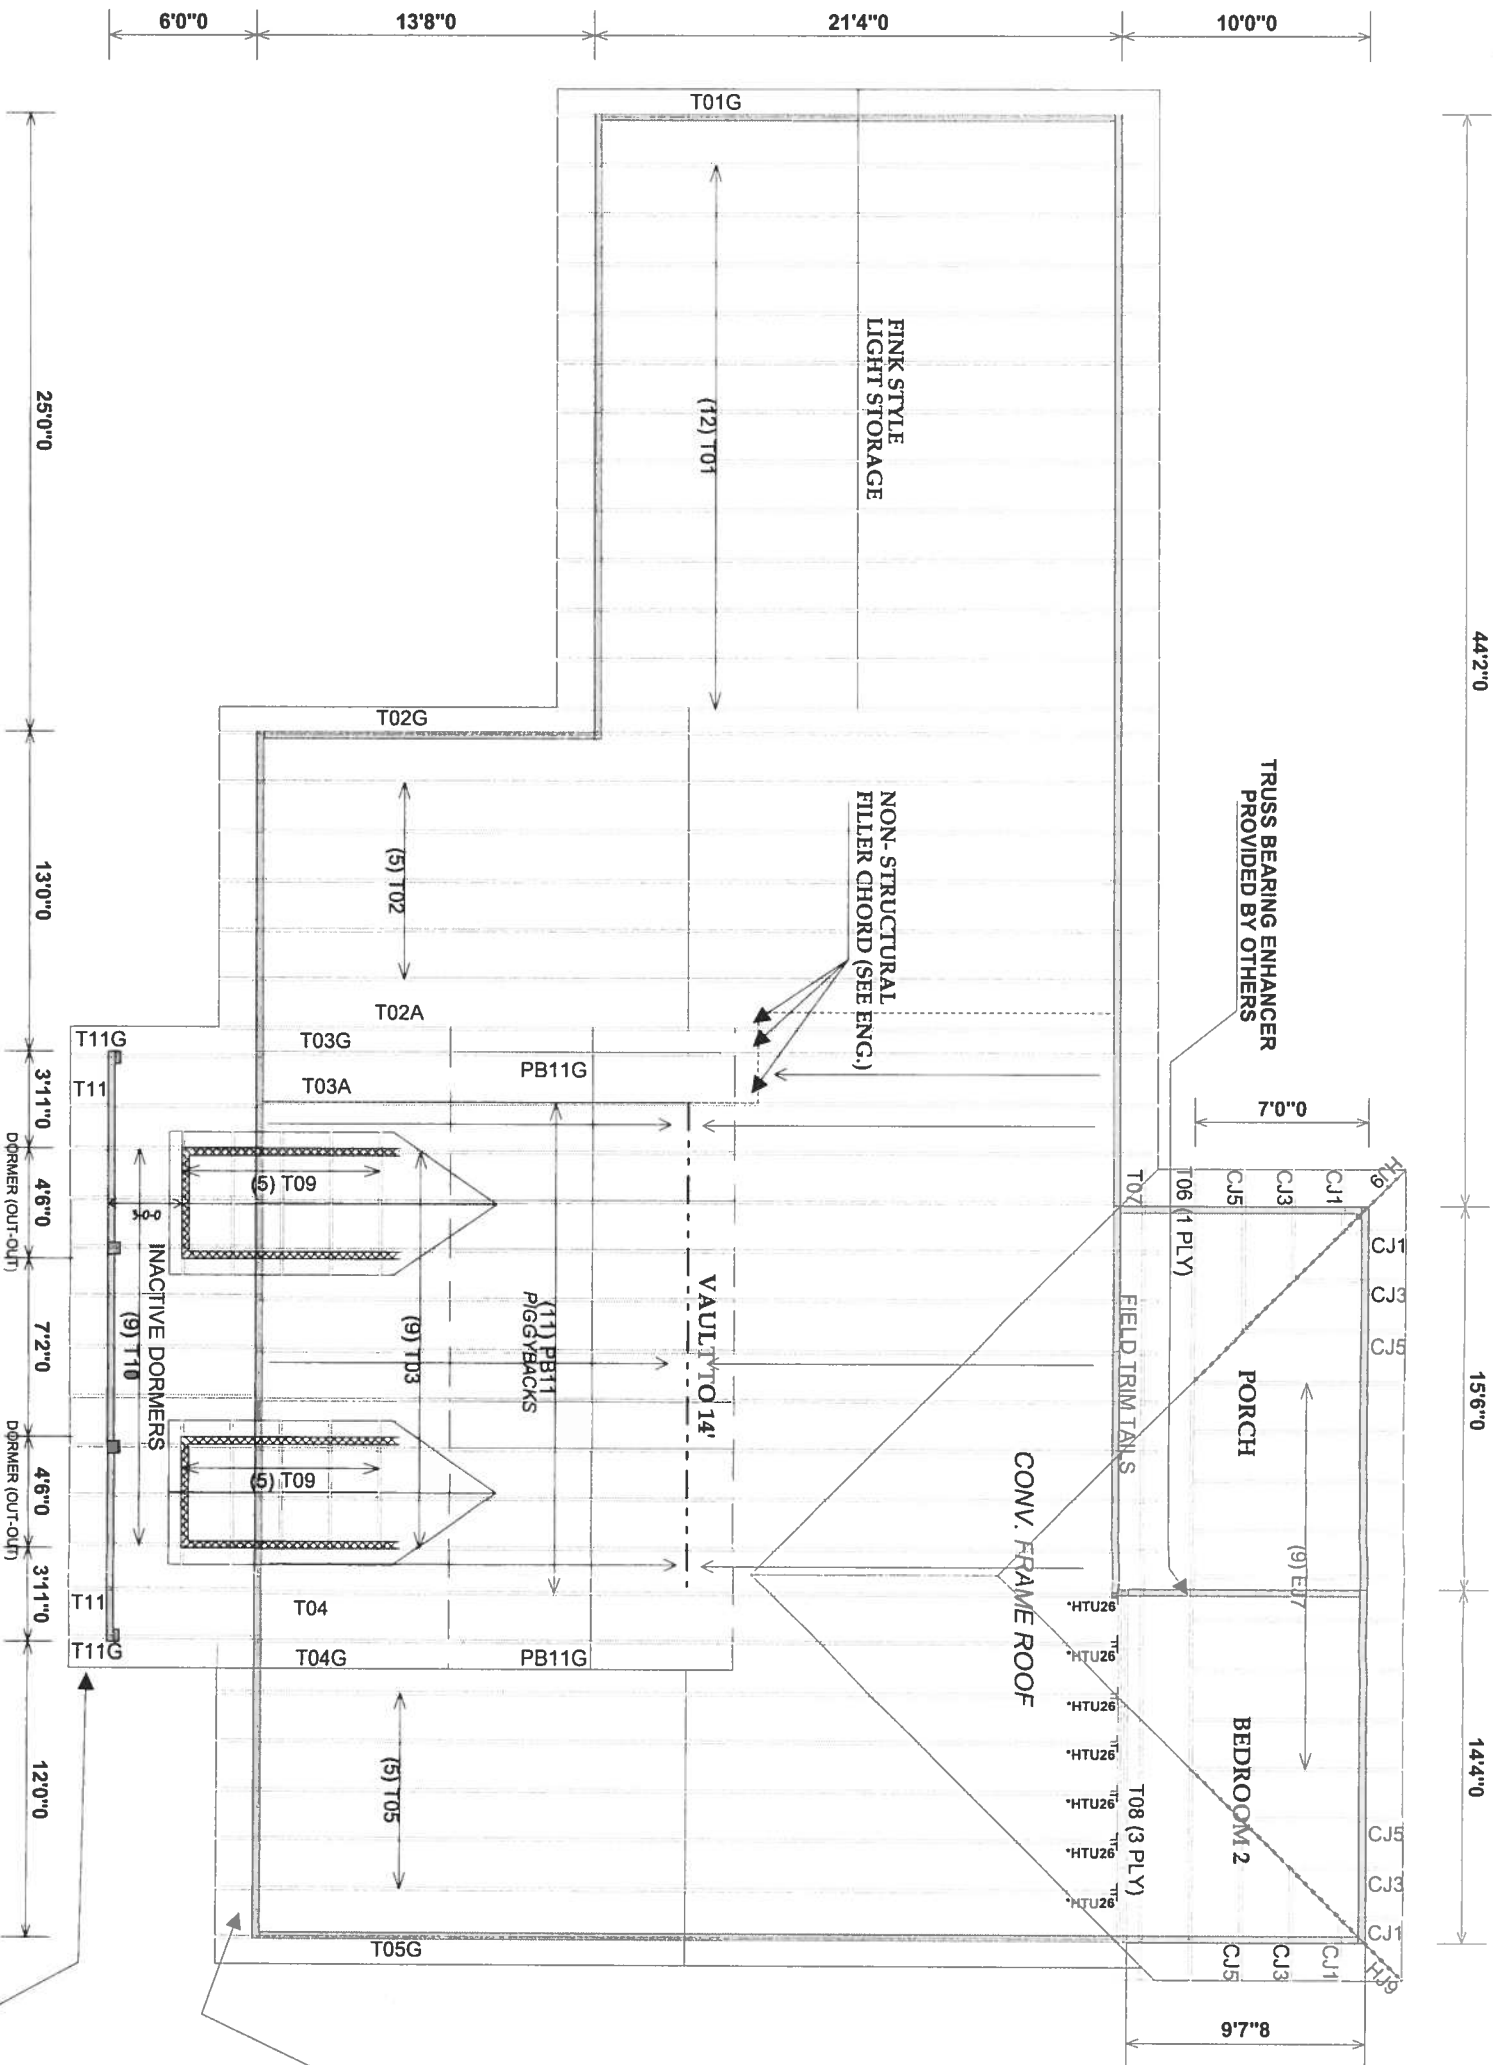 6'0"0
13'8"0
21'4"0
10'0"0
T01G
44'2"0
FINK STYLE
LIGHT STORAGE
(12) T01
25'0"0
T02G
TRUSS BEARING ENHANCER
PROVIDED BY OTHERS
NON- STRUCTURAL
FILLER CHORD (SEE ENG.)
(5) T02
13'0"0
T02A
T11G
T03G
PB11G
T03A
T11
3'11"0
7'0"0
HJ9
T07
T06 (1 PLY)
CJ5
CJ3
CJ1
CJ1
CJ3
CJ5
DORMER (OUT-OUT)
4'6"0
(5) T09
3-0-0
INACTIVE DORMERS
(9) T10
(9) T03
(11) PB11
PIGGYBACKS
VAULT TO 14'
FIELD TRIM TAILS
PORCH
15'6"0
7'2"0
CONV. FRAME ROOF
(9) EJ7
DORMER (OUT-OUT)
4'6"0
(5) T09
3'11"0
T11
T11G
T04
T04G
PB11G
*HTU26
*HTU26
*HTU26
*HTU26
*HTU26
*HTU26
*HTU26
T08 (3 PLY)
BEDROOM 2
14'4"0
(5) T05
12'0"0
CJ5
CJ3
CJ1
T05G
CJ5
CJ3
CJ1
HJ9
9'7"8